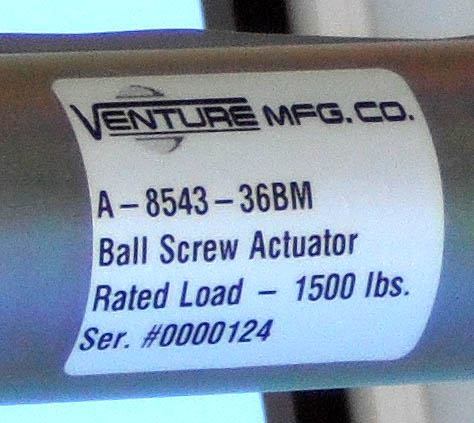 VENTURE MFG. CO.
A-8543-36BM
Ball Screw Actuator
Rated Load - 1500 lbs.
Ser. #0000124